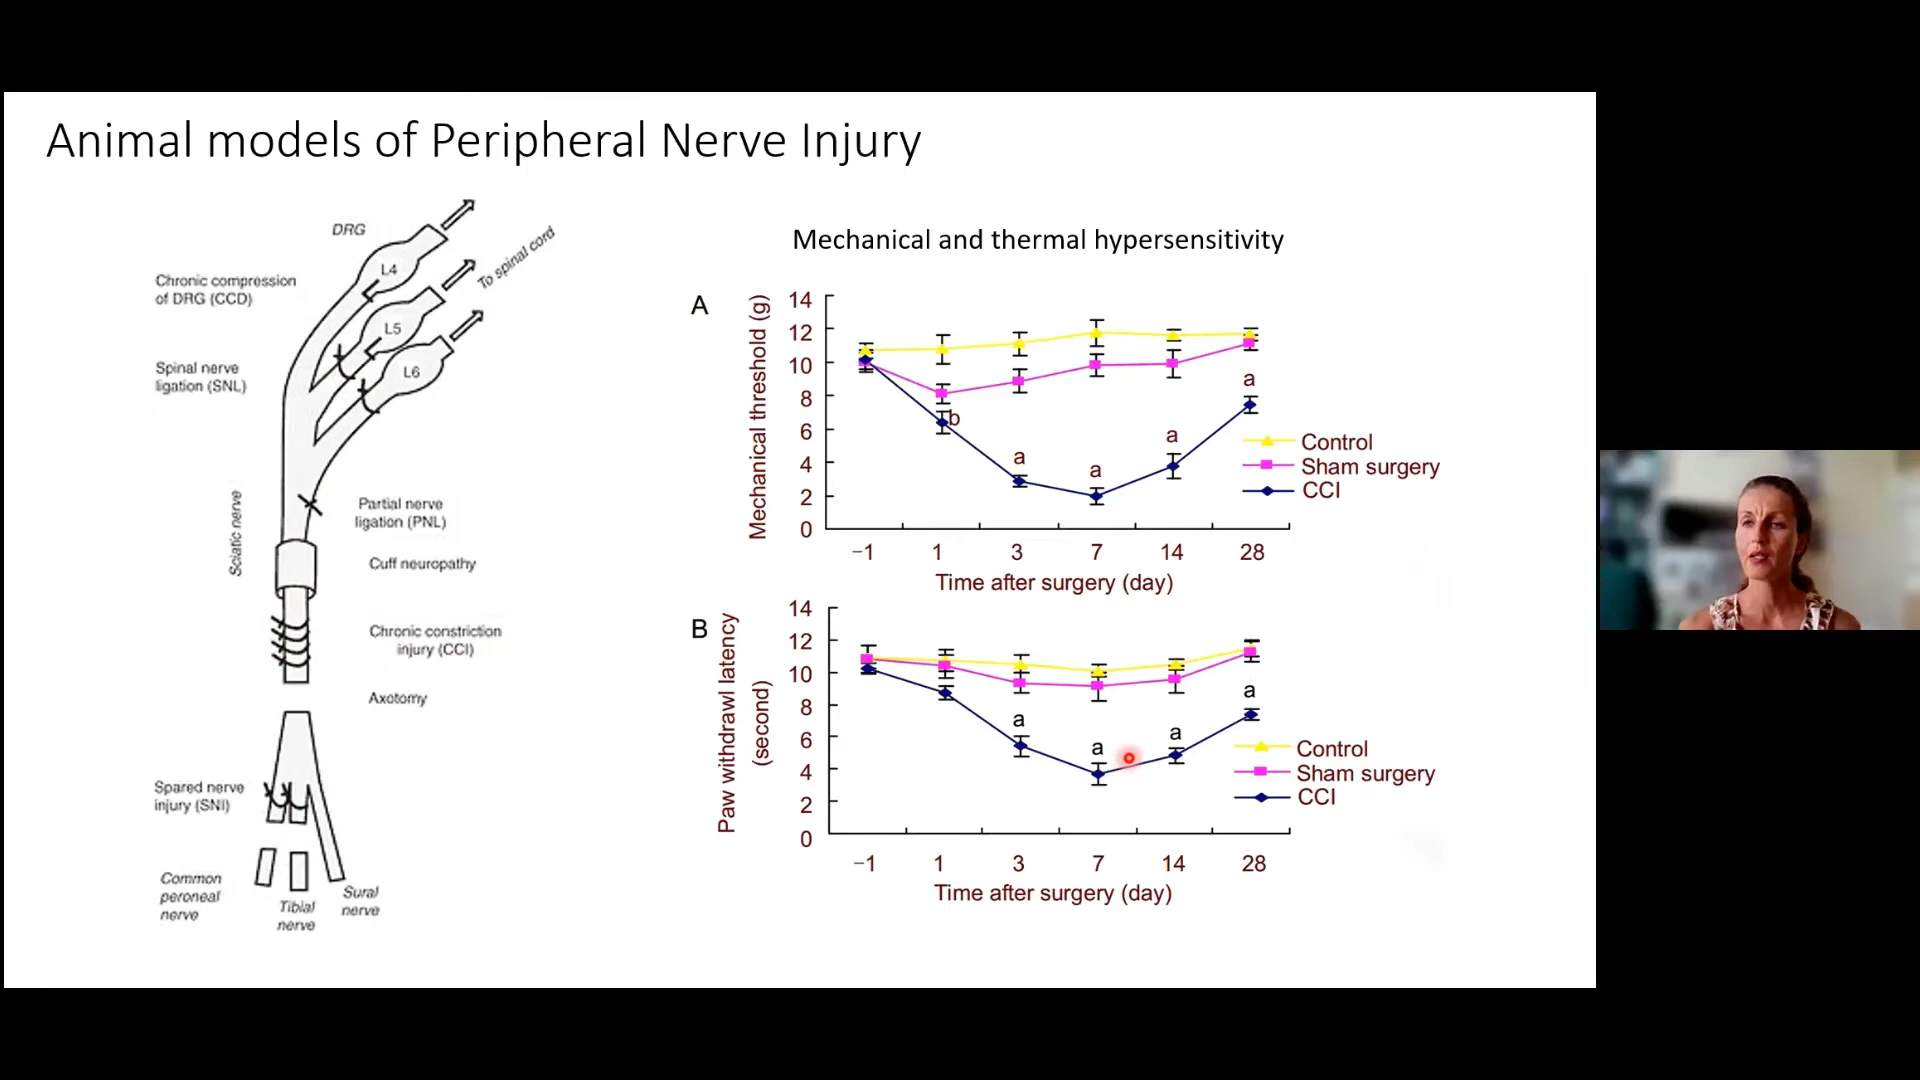 Animal models of Peripheral Nerve Injury
DRG
L4
To spinal cord
Chronic compression
of DRG (CCD)
L5
Spinal nerve
ligation (SNL)
L6
Sciatic nerve
Partial nerve
ligation (PNL)
Cuff neuropathy
Chronic constriction
injury (CCI)
Axotomy
Spared nerve
injury (SNI)
Common
peroneal
nerve
Tibial
nerve
Sural
nerve
Mechanical and thermal hypersensitivity
A
Mechanical threshold (g)
14
12
10
8
6
4
2
0
b
a
a
a
a
Control
Sham surgery
CCI
−1 1 3 7 14 28
Time after surgery (day)
B
Paw withdrawl latency
(second)
14
12
10
8
6
4
2
0
a
a
a
a
Control
Sham surgery
CCI
−1 1 3 7 14 28
Time after surgery (day)